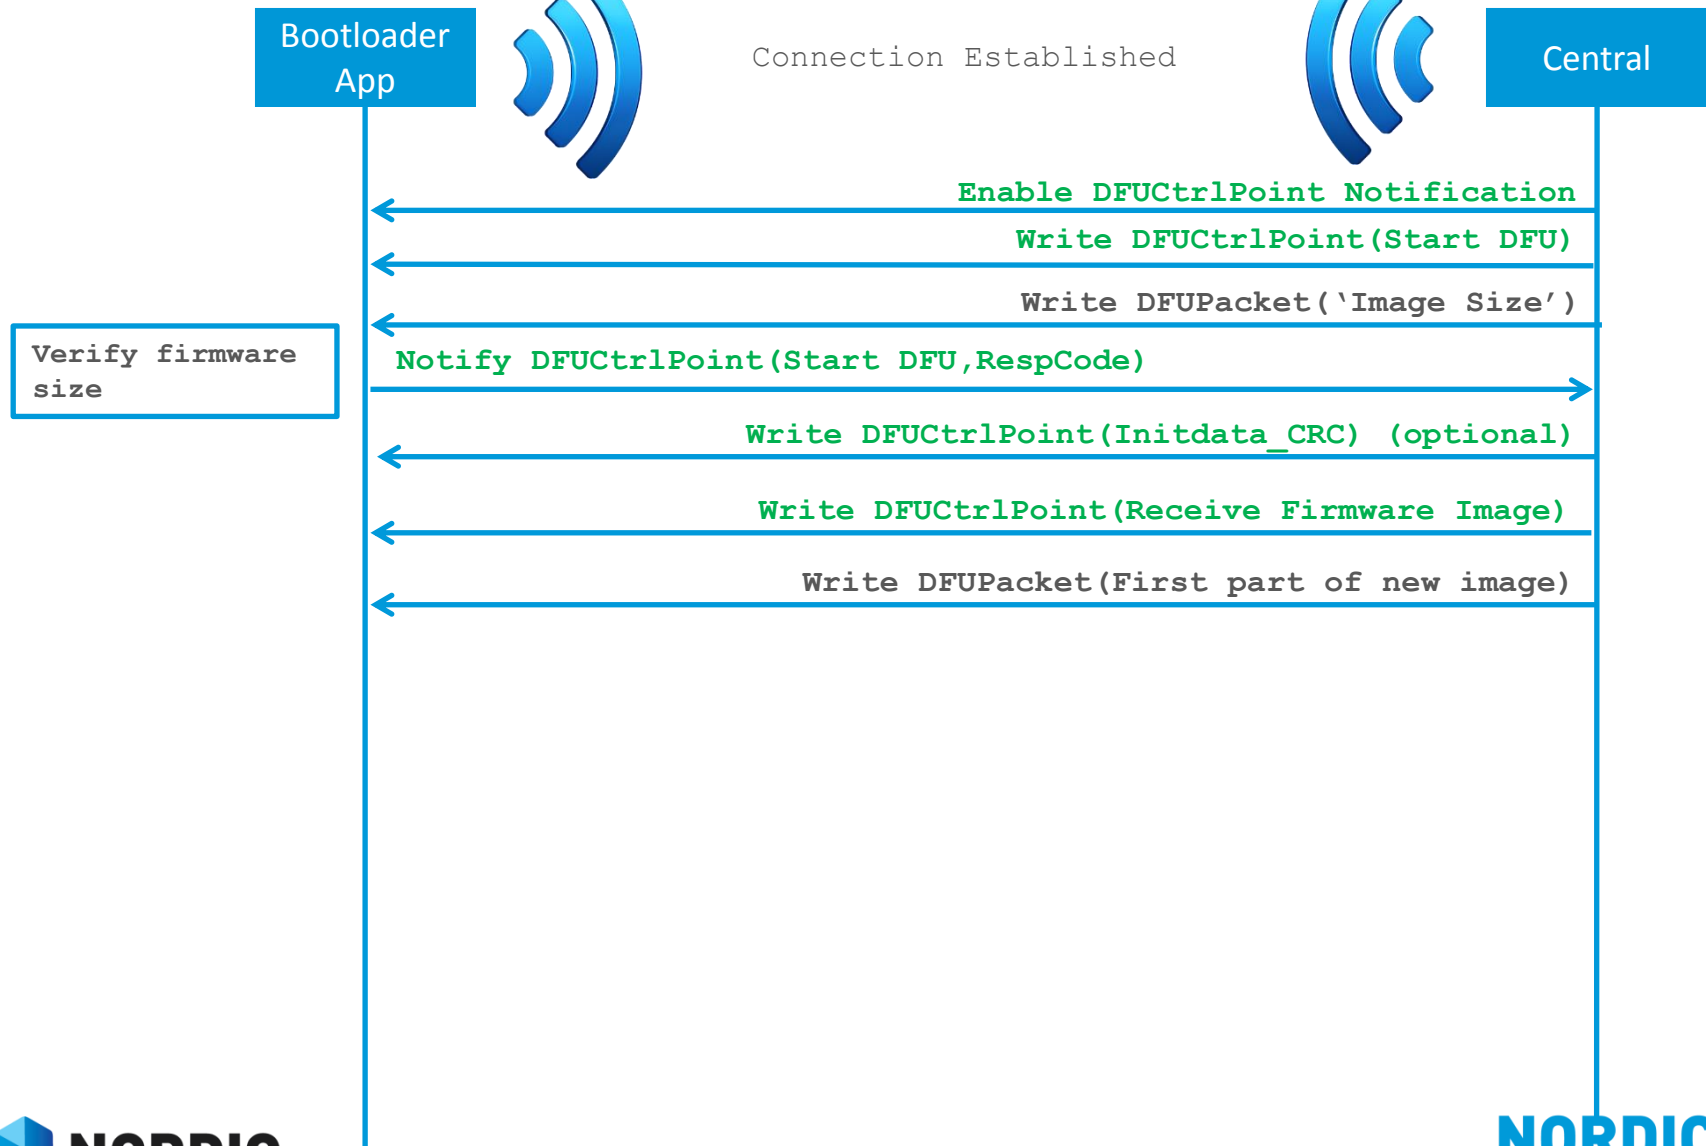 Bootloader
App
Connection Established
Central
Enable DFUCtrlPoint Notification
Write DFUCtrlPoint(Start DFU)
Write DFUPacket(‘Image Size’)
Verify firmware
size
Notify DFUCtrlPoint(Start DFU,RespCode)
Write DFUCtrlPoint(Initdata_CRC) (optional)
Write DFUCtrlPoint(Receive Firmware Image)
Write DFUPacket(First part of new image)
NORDIC
NORDIC